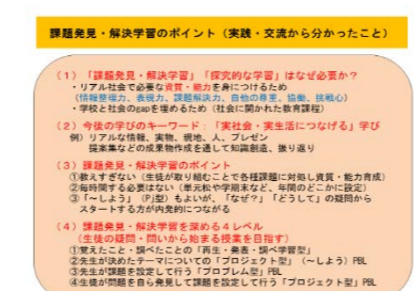 課題発見・解決学習のポイント（実践・交流から分かったこと）
（１）「課題発見・解決学習」「探究的な学習」はなぜ必要か？
・リアル社会で必要な資質・能力を身につけるため
（情報整理力、表現力、課題解決力、自他の尊重、協働、挑戦心）
・学校と社会のgapを埋めるため（社会に開かれた教育課程）
（２）今後の学びのキーワード：「実社会・実生活につなげる」学び
例）リアルな情報、実物、現地、人、プレゼン
提案集などの成果物作成を通して知識創造、振り返り
（３）課題発見・解決学習のポイント
①教えすぎない（生徒が取り組むことで各種課題に対処し資質・能力育成）
②毎時間する必要はない（単元松や学期末など、年間のどこかに設定）
③「～しよう」（Pj型）もよいが、「なぜ？」「どうして」の疑問から
スタートする方が内発的につながる
（４）課題発見・解決学習を深める４レベル
（生徒の疑問・問いから始まる授業を目指す）
①覚えたこと・調べたことの「再生・発表・調べ学習型」
②先生が決めたテーマについての「プロジェクト型」（～しよう）PBL
③先生が課題を設定して行う「プロブレム型」PBL
④生徒が問題を自ら発見して課題を設定して行う「プロジェクト型」PBL